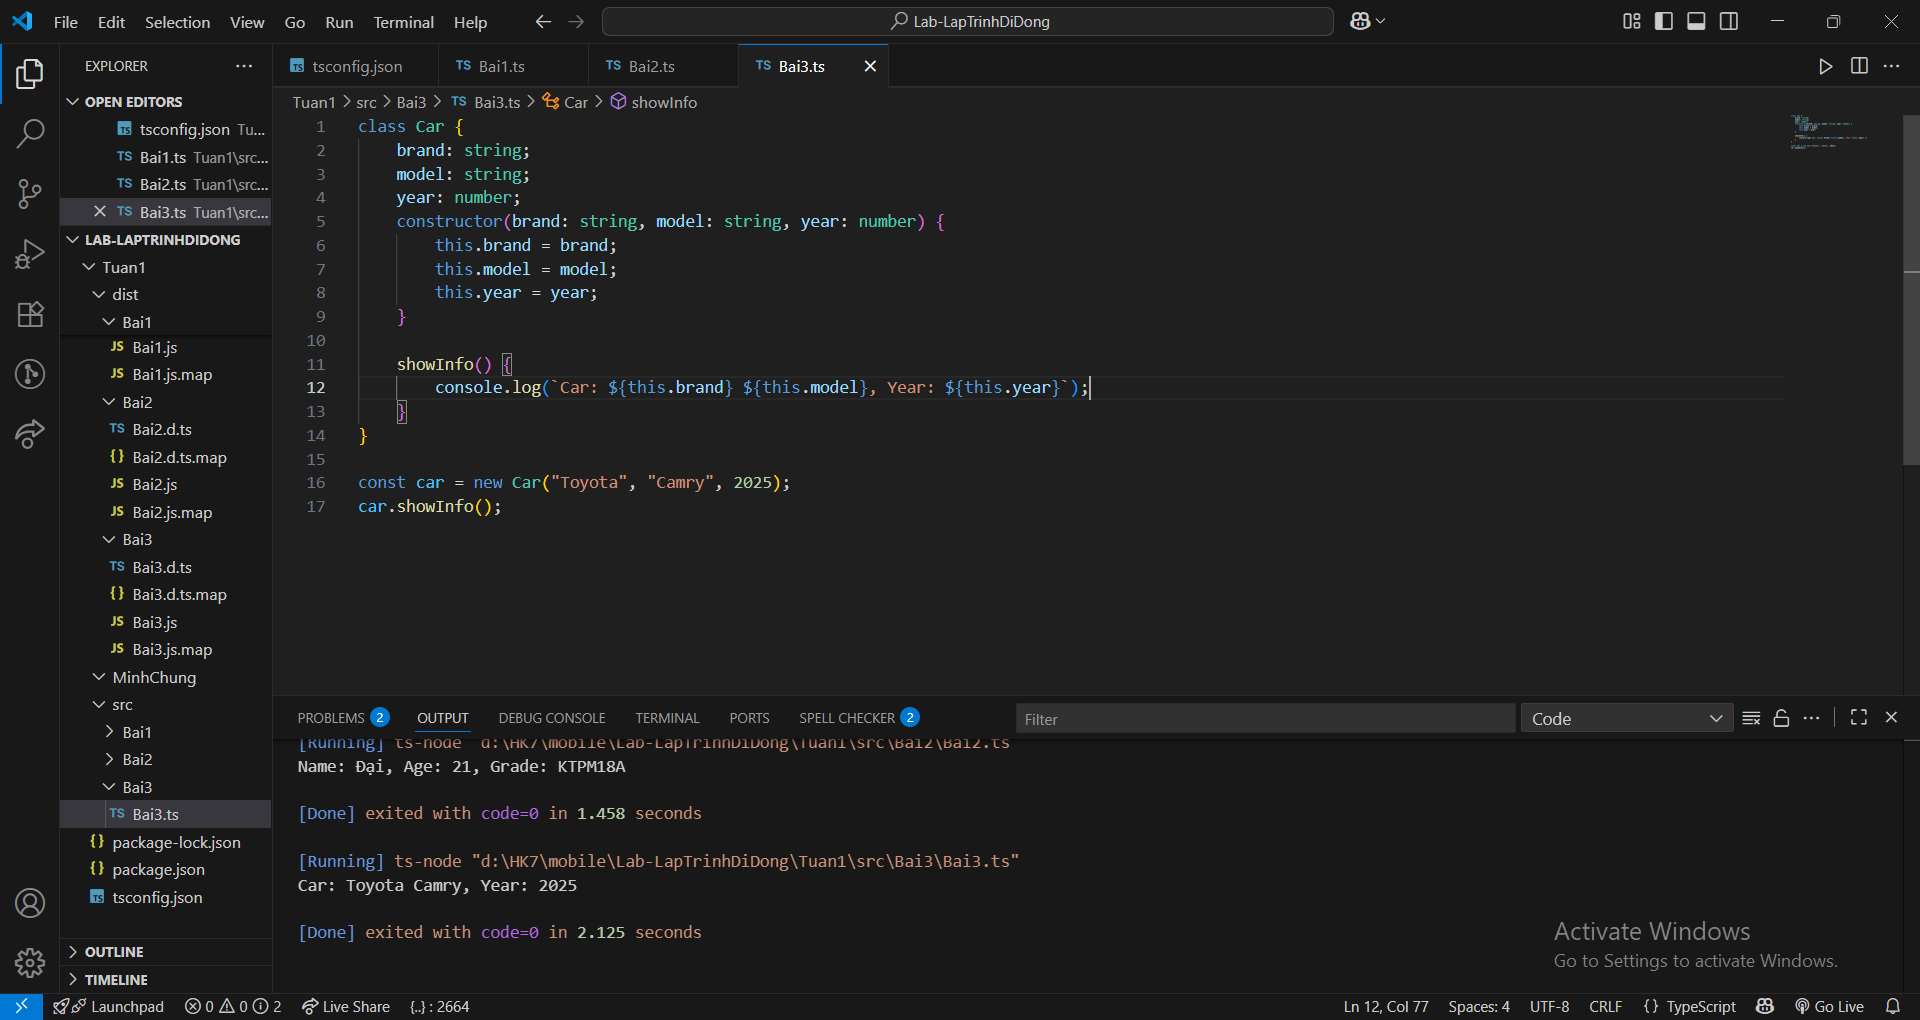 File Edit Selection View Go Run Terminal Help
Lab-LapTrinhDiDong
EXPLORER
OPEN EDITORS
tsconfig.json Tu...
Bai1.ts Tuan1\src...
Bai2.ts Tuan1\src...
Bai3.ts Tuan1\src...
LAB-LAPTRINHDIDONG
Tuan1
dist
Bai1
Bai1.js
Bai1.js.map
Bai2
Bai2.d.ts
Bai2.d.ts.map
Bai2.js
Bai2.js.map
Bai3
Bai3.d.ts
Bai3.d.ts.map
Bai3.js
Bai3.js.map
MinhChung
src
Bai1
Bai2
Bai3
Bai3.ts
package-lock.json
package.json
tsconfig.json
OUTLINE
TIMELINE
tsconfig.json Bai1.ts Bai2.ts Bai3.ts
Tuan1 > src > Bai3 > Bai3.ts > Car > showInfo
1 class Car {
2 brand: string;
3 model: string;
4 year: number;
5 constructor(brand: string, model: string, year: number) {
6 this.brand = brand;
7 this.model = model;
8 this.year = year;
9 }
10
11 showInfo() {
12 console.log(`Car: ${this.brand} ${this.model}, Year: ${this.year}`);
13 }
14 }
15
16 const car = new Car("Toyota", "Camry", 2025);
17 car.showInfo();
PROBLEMS 2 OUTPUT DEBUG CONSOLE TERMINAL PORTS SPELL CHECKER 2 Filter Code
[Running] ts-node "d:\HK7\mobile\Lab-LapTrinhDiDong\Tuan1\src\Bai2\Bai2.ts"
Name: Đại, Age: 21, Grade: KTPM18A
[Done] exited with code=0 in 1.458 seconds
[Running] ts-node "d:\HK7\mobile\Lab-LapTrinhDiDong\Tuan1\src\Bai3\Bai3.ts"
Car: Toyota Camry, Year: 2025
[Done] exited with code=0 in 2.125 seconds
Activate Windows
Go to Settings to activate Windows.
Launchpad 0 0 2 Live Share {..} : 2664 Ln 12, Col 77 Spaces: 4 UTF-8 CRLF {} TypeScript Go Live